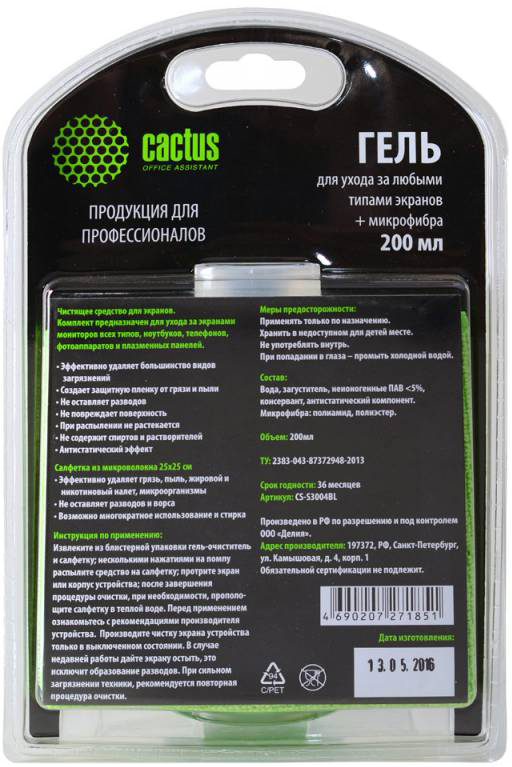 cactus
OFFICE ASSISTANT
ПРОДУКЦИЯ ДЛЯ
ПРОФЕССИОНАЛОВ
ГЕЛЬ
для ухода за любыми
типами экранов
+ микрофибра
200 мл
Чистящее средство для экранов.
Комплект предназначен для ухода за экранами
мониторов всех типов, ноутбуков, телефонов,
фотоаппаратов и плазменных панелей.
• Эффективно удаляет большинство видов
загрязнений
• Создает защитную пленку от грязи и пыли
• Не оставляет разводов
• Не повреждает поверхность
• При распылении не растекается
• Не содержит спиртов и растворителей
• Антистатический эффект
Салфетка из микроволокна 25х25 см
• Эффективно удаляет грязь, пыль, жировой и
никотиновый налет, микроорганизмы
• Не оставляет разводов и ворса
• Возможно многократное использование и стирка
Инструкция по применению:
Извлеките из блистерной упаковки гель-очиститель
и салфетку; несколькими нажатиями на помпу
распылите средство на салфетку; протрите экран
или корпус устройства; после завершения
процедуры очистки, при необходимости, прополо-
щите салфетку в теплой воде. Перед применением
ознакомьтесь с рекомендациями производителя
устройства. Производите чистку экрана устройства
только в выключенном состоянии. В случае
недавней работы дайте экрану остыть, это
исключит образование разводов. При сильном
загрязнении техники, рекомендуется повторная
процедура очистки.
Меры предосторожности:
Применять только по назначению.
Хранить в недоступном для детей месте.
Не употреблять внутрь.
При попадании в глаза – промыть холодной водой.
Состав:
Вода, загуститель, неионогенные ПАВ <5%,
консервант, антистатический компонент.
Микрофибра: полиамид, полиэстер.
Объем: 200мл
ТУ: 2383-043-87372948-2013
Срок годности: 36 месяцев
Артикул: CS-S3004BL
Произведено в РФ по разрешению и под контролем
ООО «Делия».
Адрес производителя: 197372, РФ, Санкт-Петербург,
ул. Камышовая, д. 4, корп. 1
Обязательной сертификации не подлежит.
4 690207 271851
Дата изготовления:
13.05.2016
94
C/PET